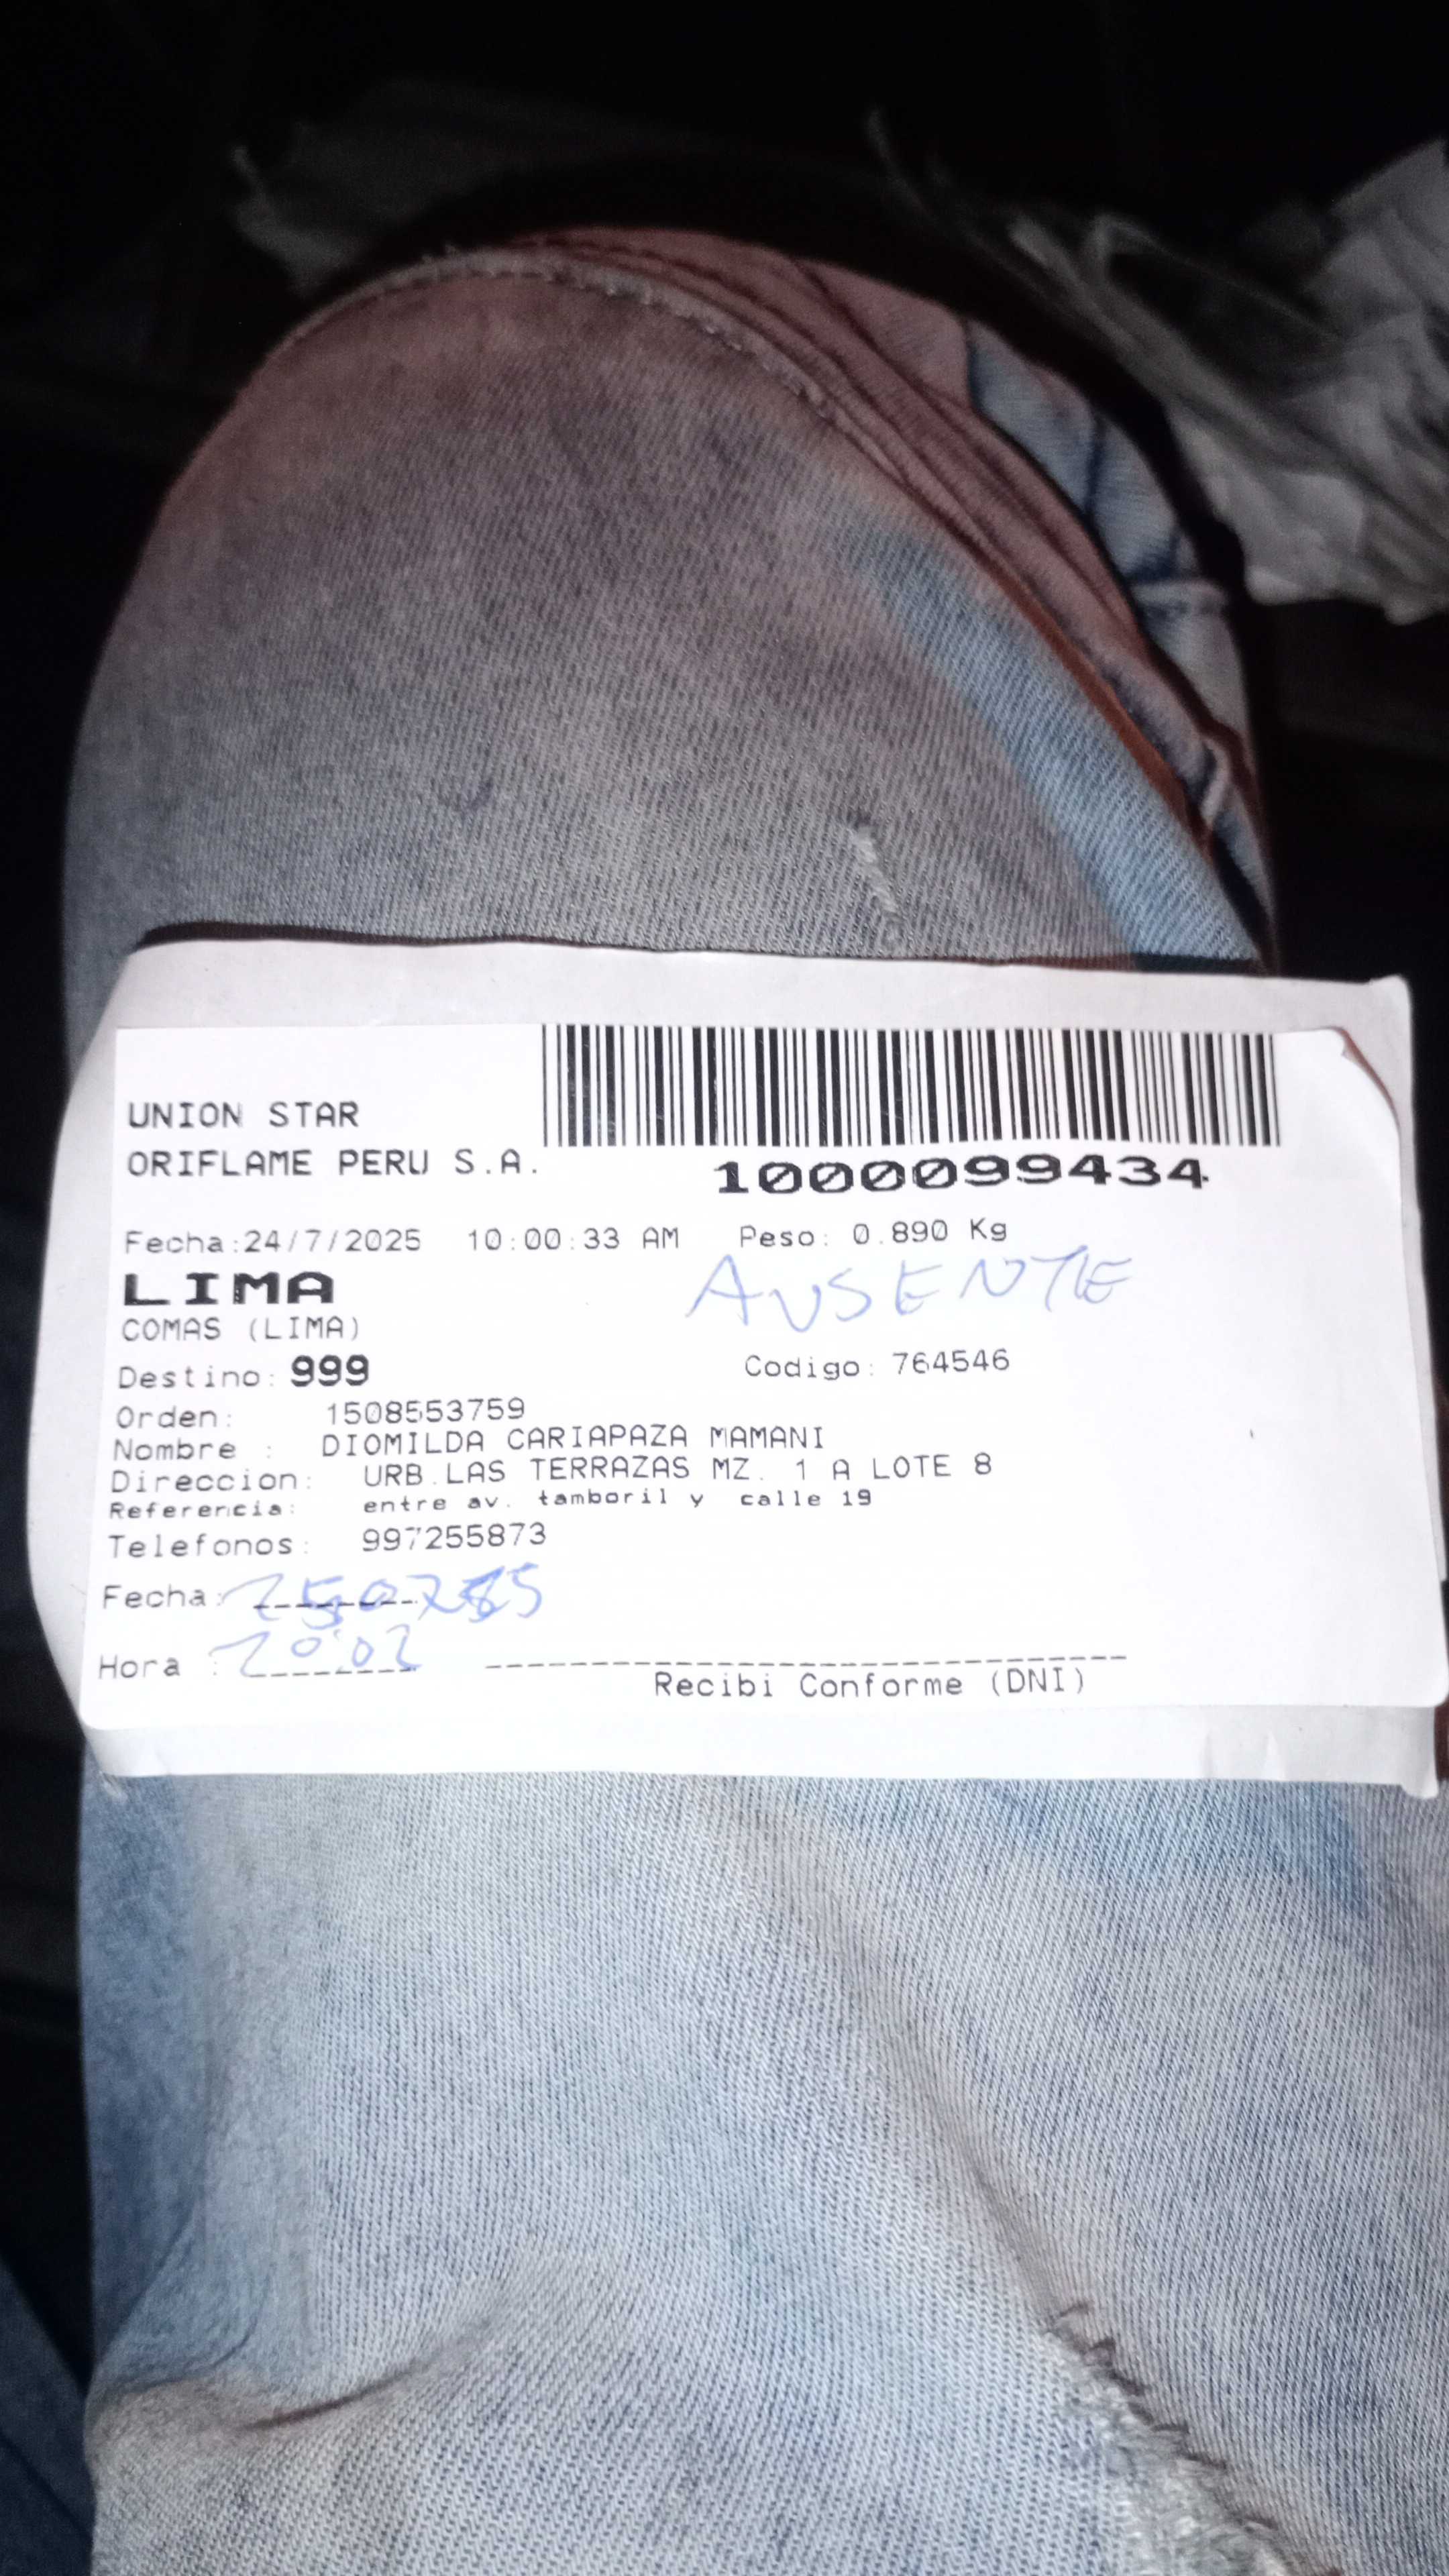 UNION STAR
ORIFLAME PERU S.A.
1000099434
Fecha:24/7/2025 10:00:33 AM Peso: 0.890 Kg
LIMA
AUSENTE
COMAS (LIMA)
Destino: 999 Codigo: 764546
Orden: 1508553759
Nombre : DIOMILDA CARIAPAZA MAMANI
Direccion: URB.LAS TERRAZAS MZ. 1 A LOTE 8
Referencia: entre av. tamboril y calle 19
Telefonos: 997255873
Fecha:
Hora : 20:02
Recibi Conforme (DNI)